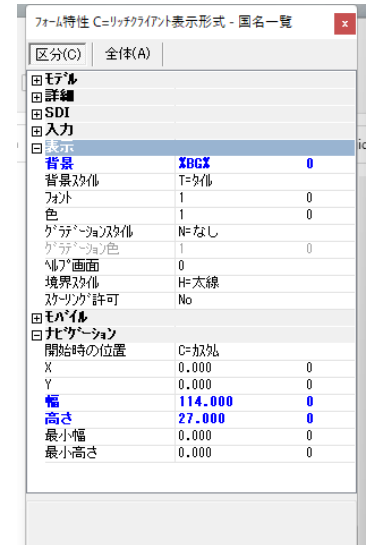 フォーム特性 C=リッチクライアント表示形式 - 国名一覧 x
区分(C) 全体(A)
モデル
詳細
SDI
入力
表示
背景 %BG% 0
背景スタイル T=タイル
フォント 1 0
色 1 0
グラデーションスタイル N=なし
グラデーション色 1 0
ヘルプ画面 0
境界スタイル H=太線
スケーリング許可 No
モバイル
ナビゲーション
開始時の位置 C=カスタム
X 0.000 0
Y 0.000 0
幅 114.000 0
高さ 27.000 0
最小幅 0.000 0
最小高さ 0.000 0